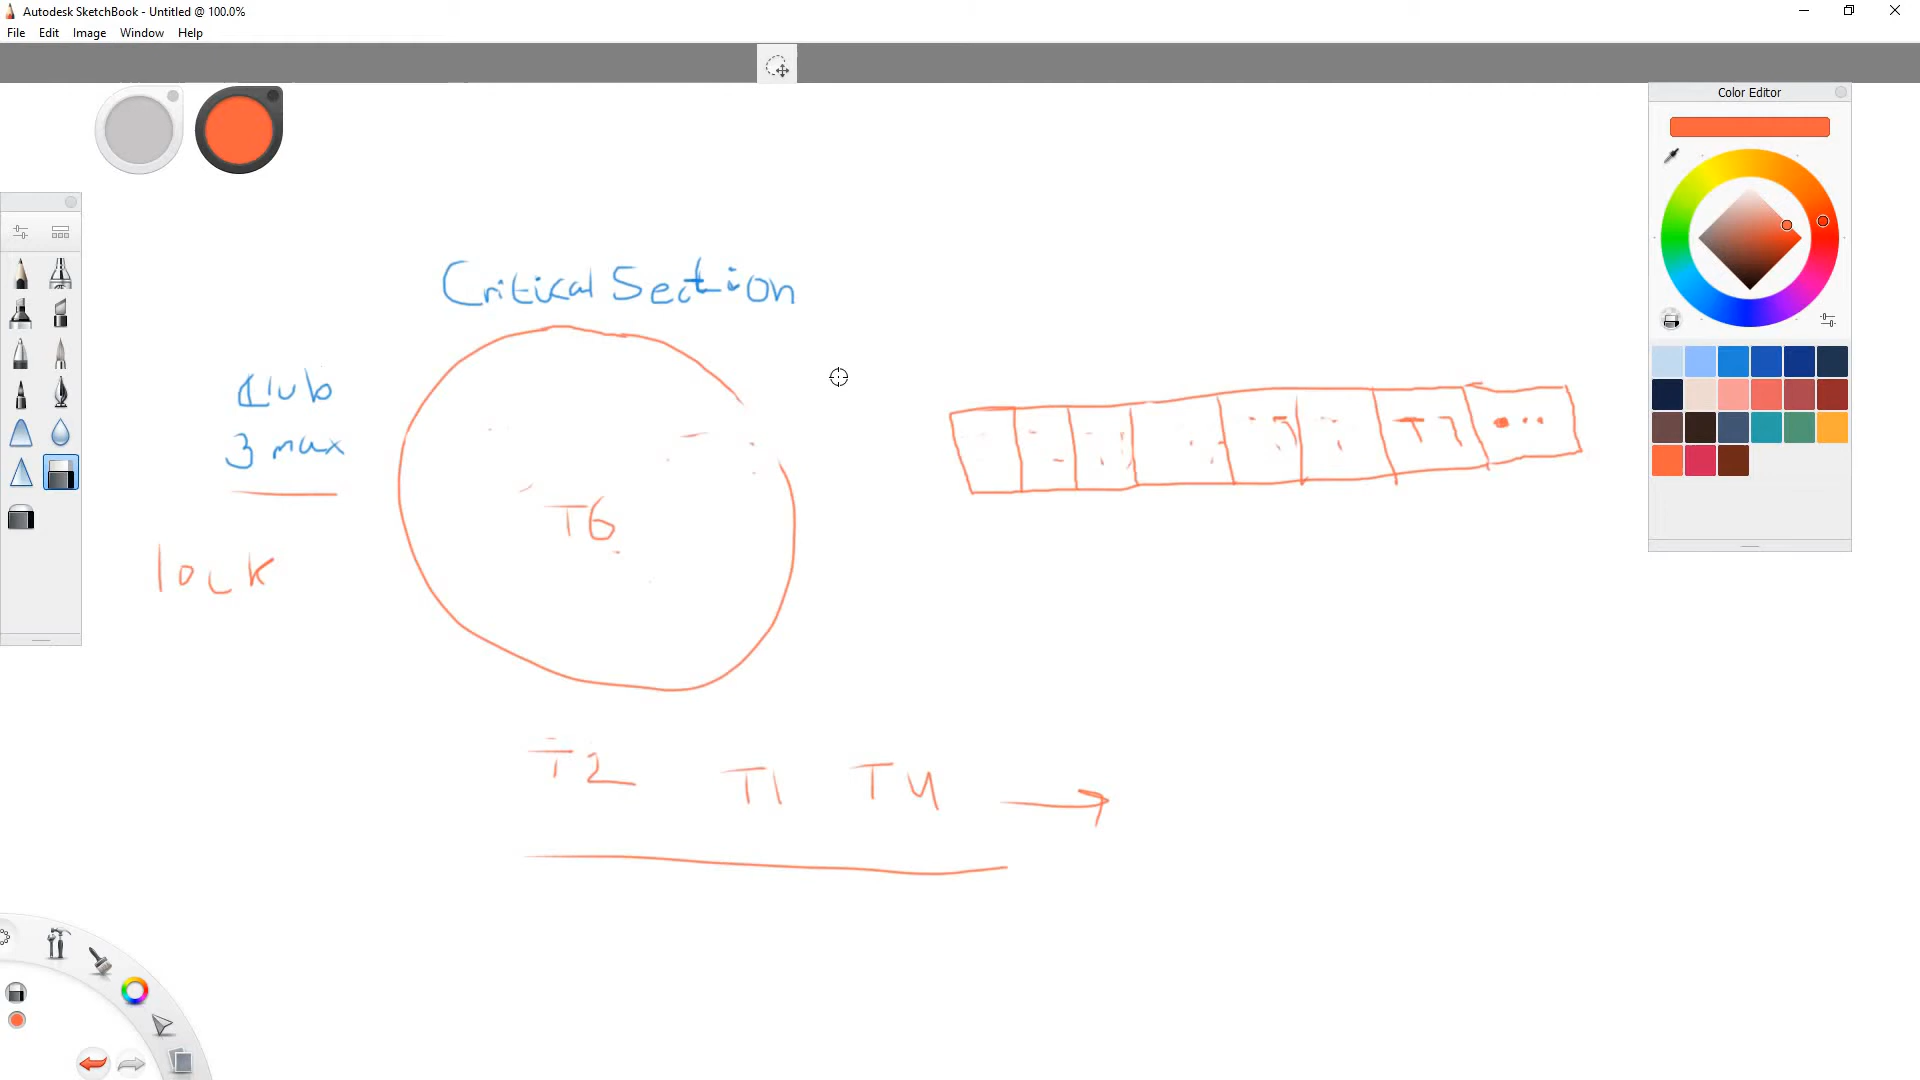 Autodesk SketchBook - Untitled @ 100.0%
File Edit Image Window Help
Color Editor
Critical Section
Club
3 max
T7 ...
T6
lock
T2 T1 T4